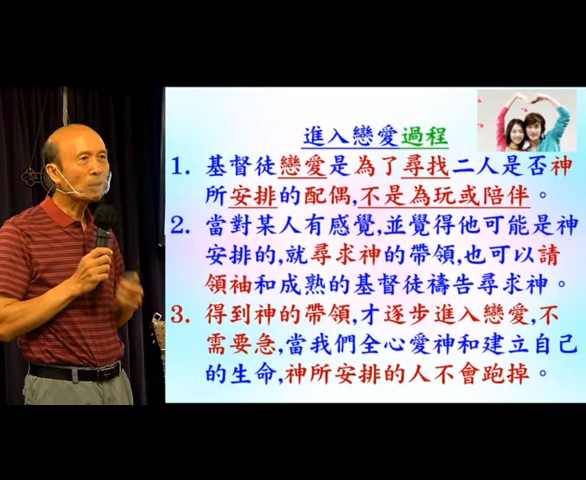 進入戀愛過程
1. 基督徒戀愛是為了尋找二人是否神
所安排的配偶,不是為玩或陪伴。
2. 當對某人有感覺,並覺得他可能是神
安排的,就尋求神的帶領,也可以請
領袖和成熟的基督徒禱告尋求神。
3. 得到神的帶領,才逐步進入戀愛,不
需要急,當我們全心愛神和建立自己
的生命,神所安排的人不會跑掉。